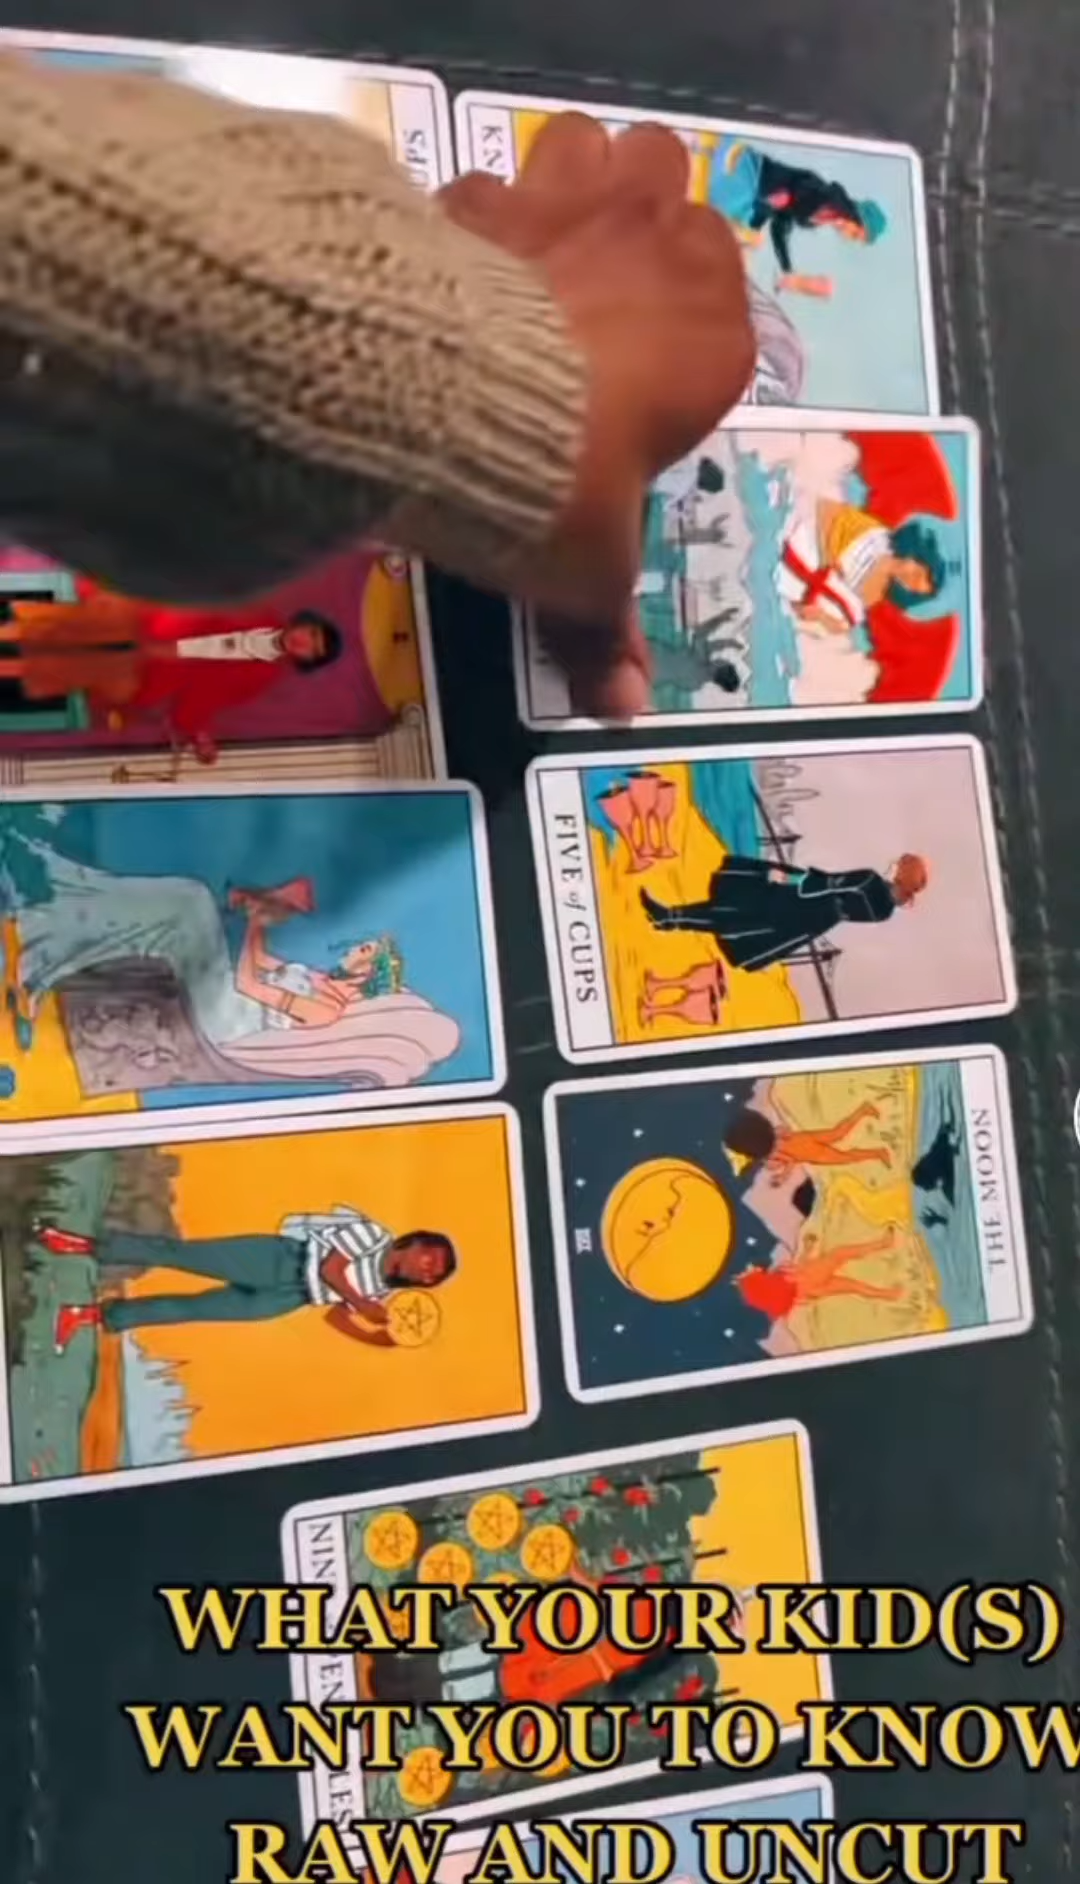 FIVE of CUPS
THE MOON
WHAT YOUR KID(S)
WANT YOU TO KNOW
RAW AND UNCUT